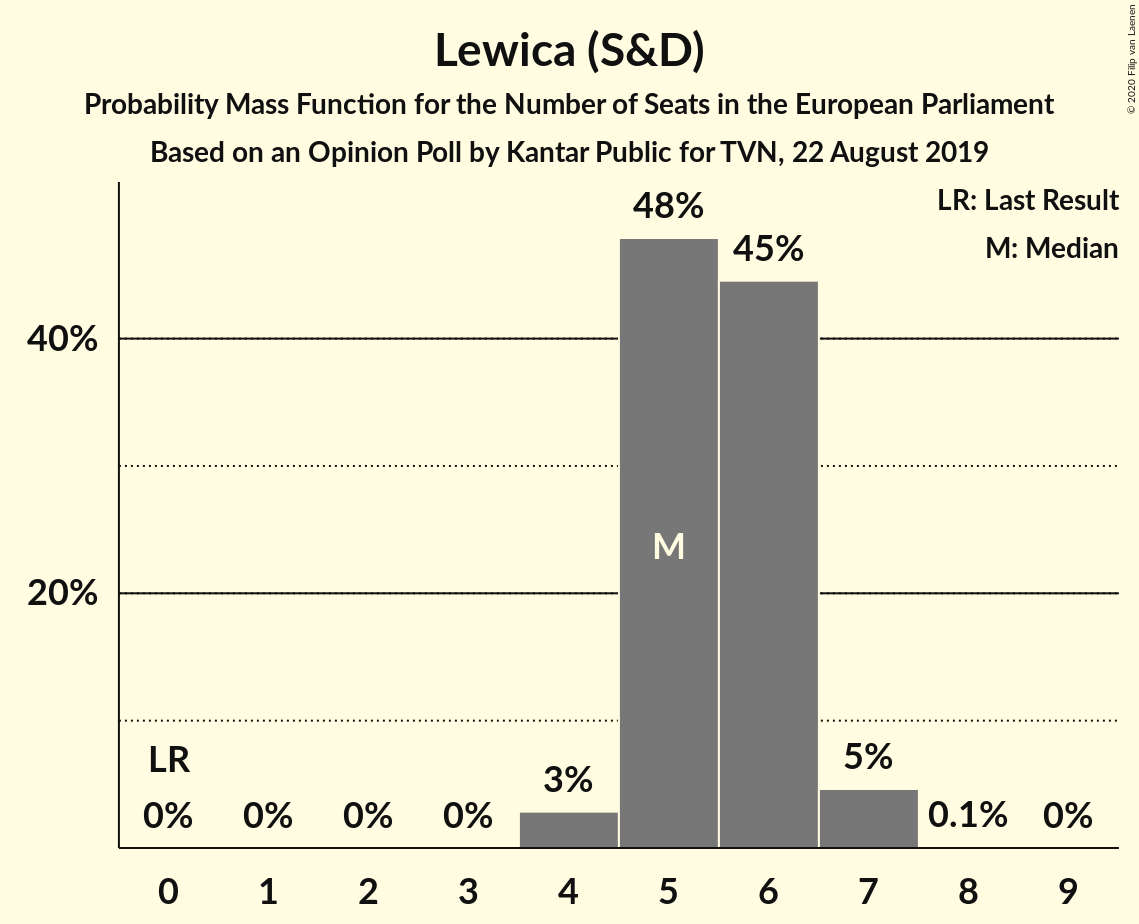 Lewica (S&D)
Probability Mass Function for the Number of Seats in the European Parliament
Based on an Opinion Poll by Kantar Public for TVN, 22 August 2019
© 2020 Filip van Laenen
LR: Last Result
M: Median
48%
45%
40%
M
20%
LR
0%
0%
0%
0%
3%
5%
0.1%
0%
0 1 2 3 4 5 6 7 8 9